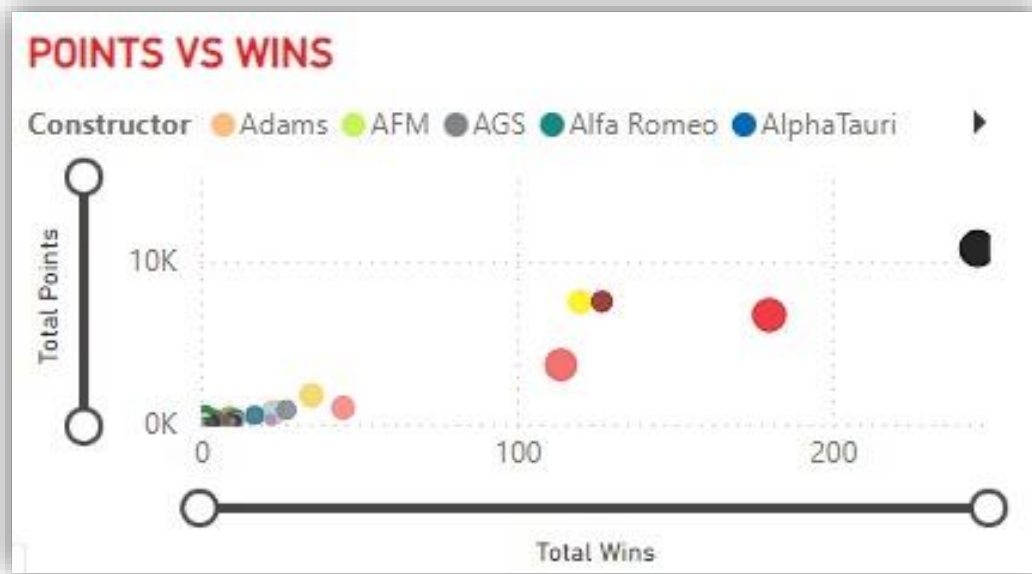 POINTS VS WINS
Constructor Adams AFM AGS Alfa Romeo AlphaTauri
Total Points
10K
0K
0 100 200
Total Wins